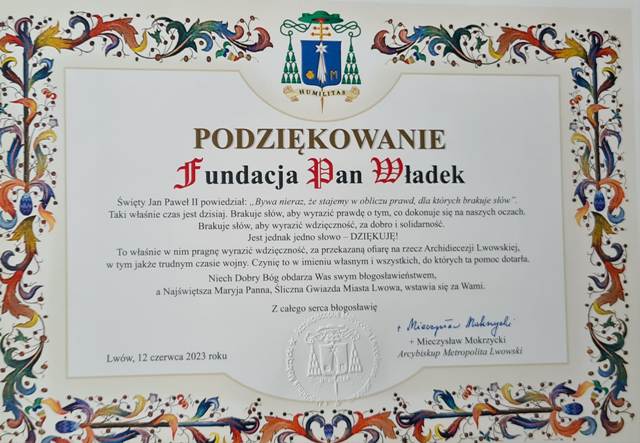 HUMILITAS
PODZIĘKOWANIE
Fundacja Pan Władek
Święty Jan Paweł II powiedział: „Bywa nieraz, że stajemy w obliczu prawd, dla których brakuje słów”.
Taki właśnie czas jest dzisiaj. Brakuje słów, aby wyrazić prawdę o tym, co dokonuje się na naszych oczach.
Brakuje słów, aby wyrazić wdzięczność, za dobro i solidarność.
Jest jednak jedno słowo – DZIĘKUJĘ!
To właśnie w nim pragnę wyrazić wdzięczność, za przekazaną ofiarę na rzecz Archidiecezji Lwowskiej,
w tym jakże trudnym czasie wojny. Czynię to w imieniu własnym i wszystkich, do których ta pomoc dotarła.
Niech Dobry Bóg obdarza Was swym błogosławieństwem,
a Najświętsza Maryja Panna, Śliczna Gwiazda Miasta Lwowa, wstawia się za Wami.
Z całego serca błogosławię
+ Mieczysław Mokrzycki
+ Mieczysław Mokrzycki
Arcybiskup Metropolita Lwowski
Lwów, 12 czerwca 2023 roku